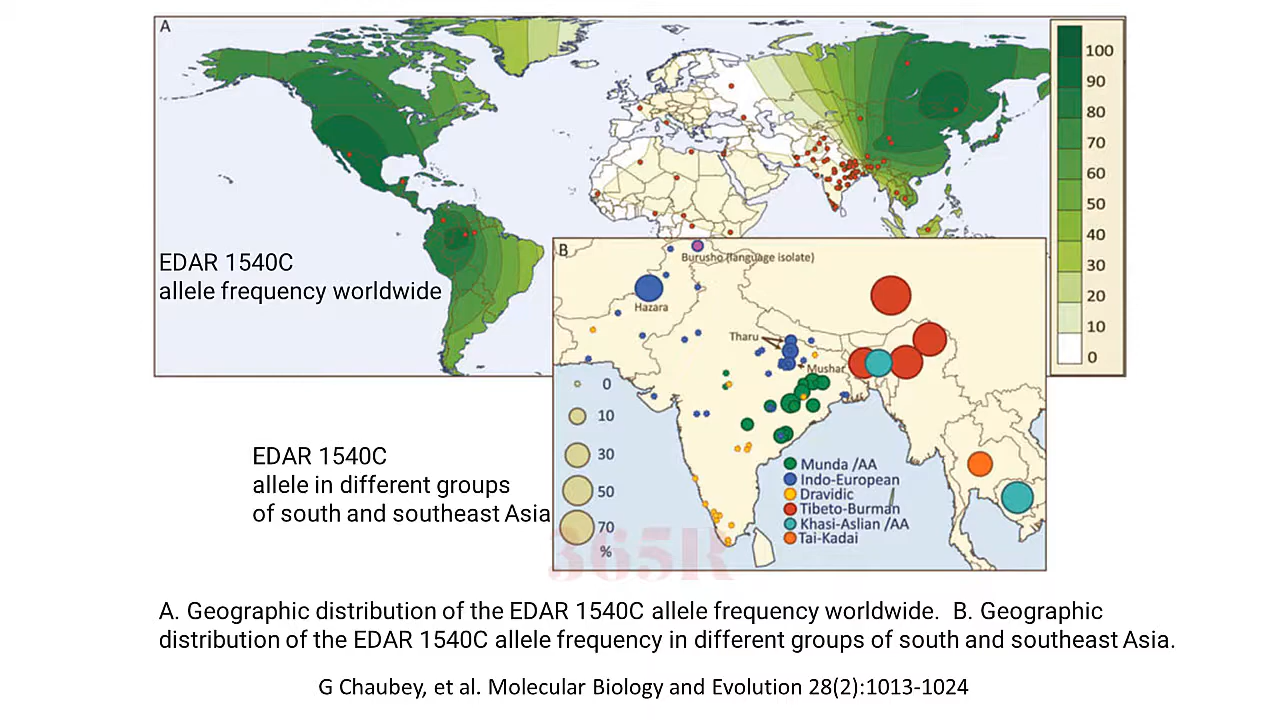 A
100
90
80
70
60
50
40
30
20
10
0
EDAR 1540C
allele frequency worldwide
B
Burusho (language isolate)
Hazara
Tharu
Mushar
0
10
30
50
70
%
EDAR 1540C
allele in different groups
of south and southeast Asia
Munda /AA
Indo-European
Dravidic
Tibeto-Burman
Khasi-Aslian /AA
Tai-Kadai
365R
A. Geographic distribution of the EDAR 1540C allele frequency worldwide. B. Geographic
distribution of the EDAR 1540C allele frequency in different groups of south and southeast Asia.
G Chaubey, et al. Molecular Biology and Evolution 28(2):1013-1024